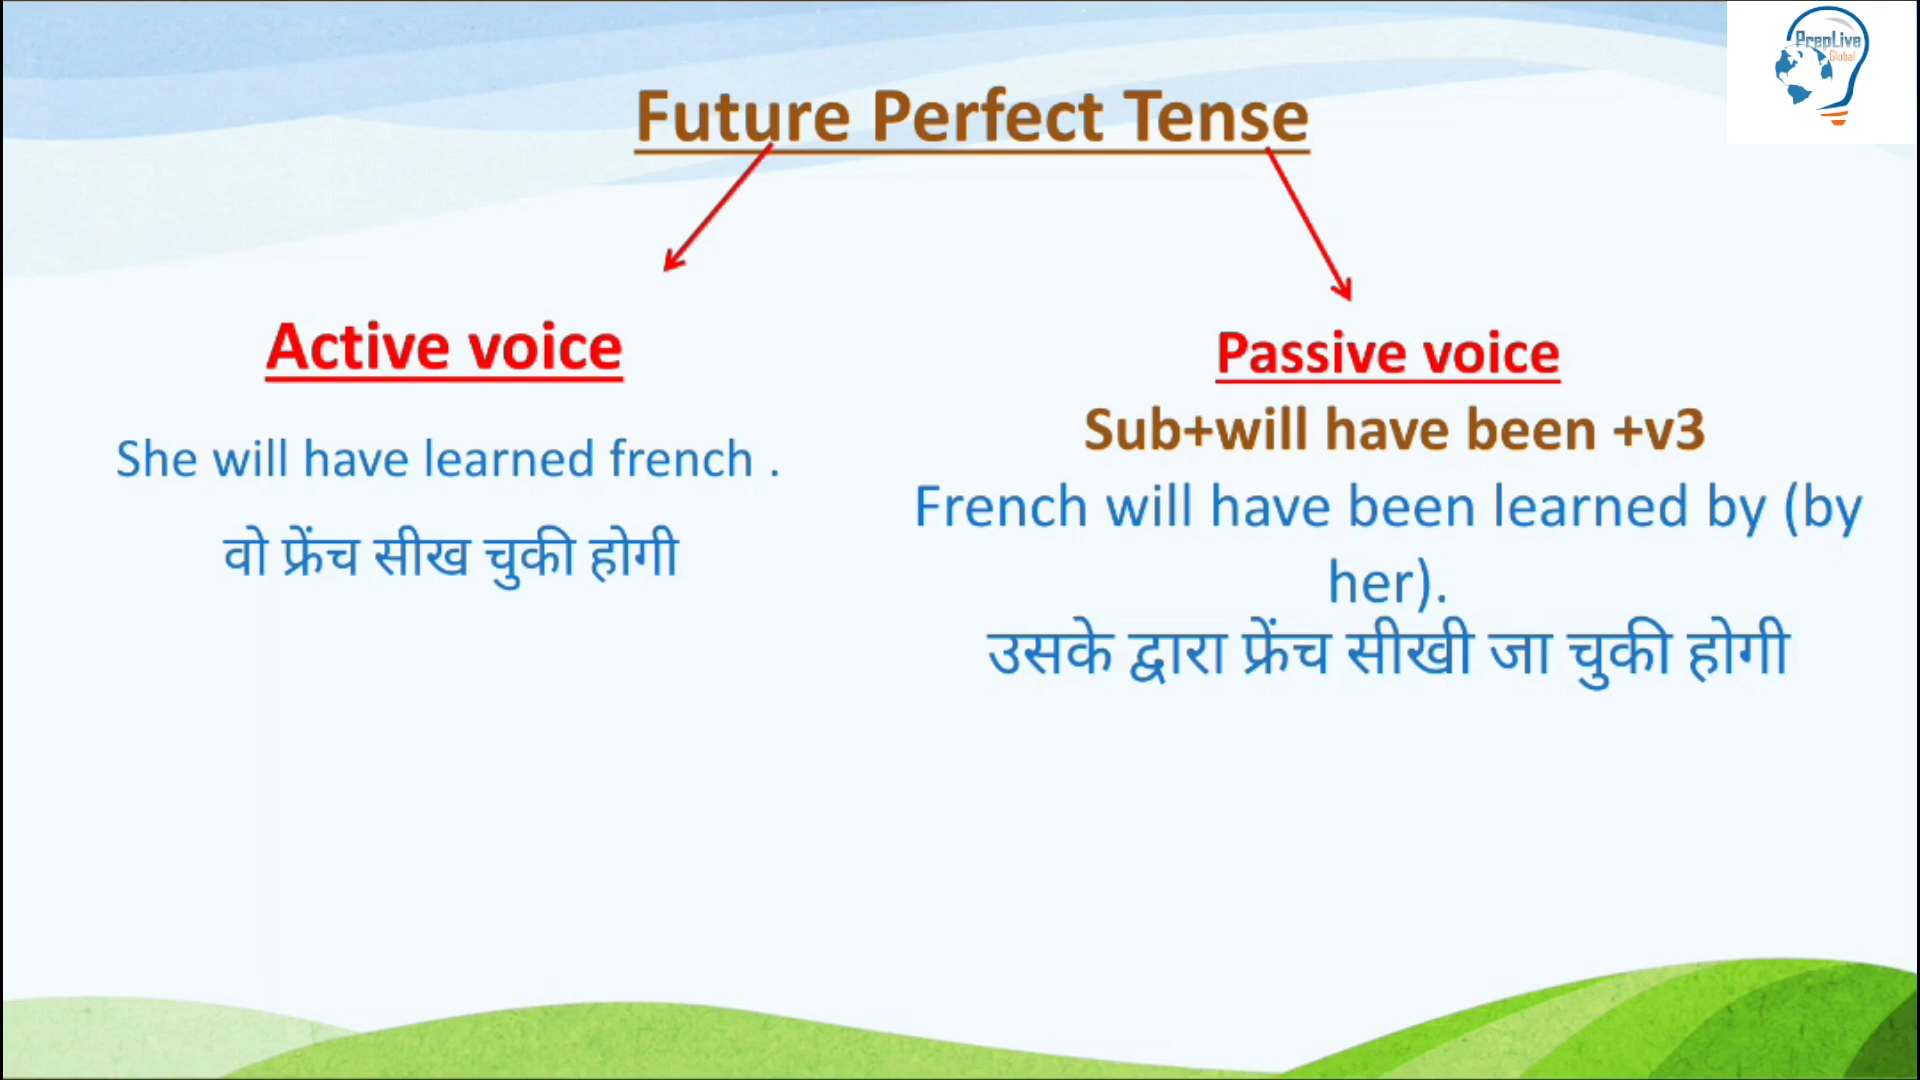 PrepLive
Global
Future Perfect Tense
Active voice
She will have learned french .
वो फ्रेंच सीख चुकी होगी
Passive voice
Sub+will have been +v3
French will have been learned by (by
her).
उसके द्वारा फ्रेंच सीखी जा चुकी होगी